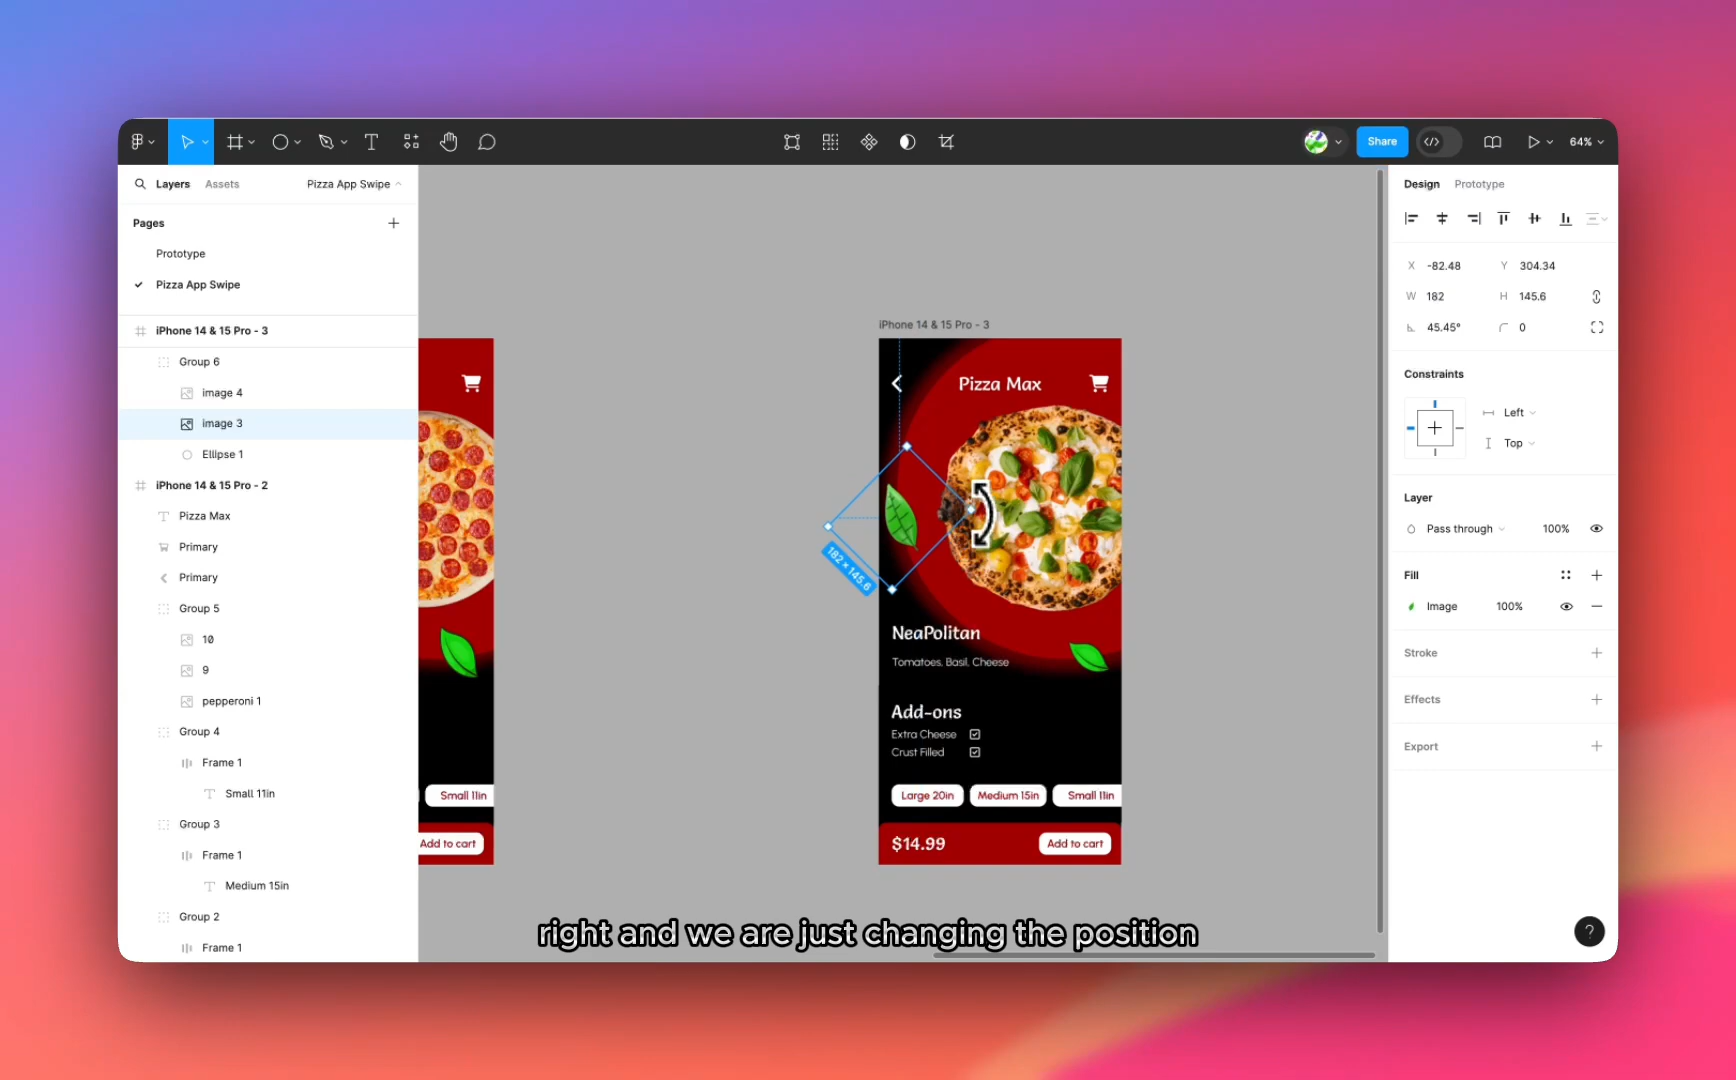 Share
64%
Layers
Assets
Pizza App Swipe
Pages
Prototype
Pizza App Swipe
iPhone 14 & 15 Pro - 3
Group 6
image 4
image 3
Ellipse 1
iPhone 14 & 15 Pro - 2
Pizza Max
Primary
Primary
Group 5
10
9
pepperoni 1
Group 4
Frame 1
Small 11in
Group 3
Frame 1
Medium 15in
Group 2
Frame 1
Small 11in
Add to cart
iPhone 14 & 15 Pro - 3
Pizza Max
182 × 145.6
NeaPolitan
Tomatoes, Basil, Cheese
Add-ons
Extra Cheese
Crust Filled
Large 20in
Medium 15in
Small 11in
$14.99
Add to cart
right and we are just changing the position
Design
Prototype
X -82.48
Y 304.34
W 182
H 145.6
45.45°
0
Constraints
Left
Top
Layer
Pass through
100%
Fill
Image
100%
Stroke
Effects
Export
?